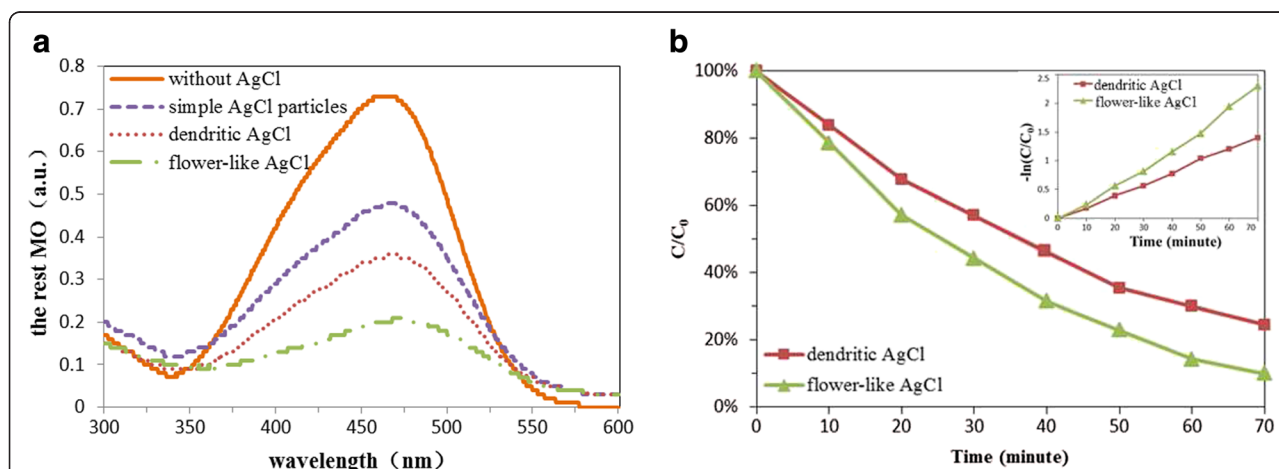 a
the rest MO (a.u.)
0.8
0.7
0.6
0.5
0.4
0.3
0.2
0.1
0
without AgCl
simple AgCl particles
dendritic AgCl
flower-like AgCl
300 350 400 450 500 550 600
wavelength (nm)
b
C/C₀
100%
80%
60%
40%
20%
0%
dendritic AgCl
flower-like AgCl
0 10 20 30 40 50 60 70
Time (minute)
-ln(C/C₀)
2.5
2
1.5
1
0.5
0
dendritic AgCl
flower-like AgCl
0 10 20 30 40 50 60 70
Time (minute)